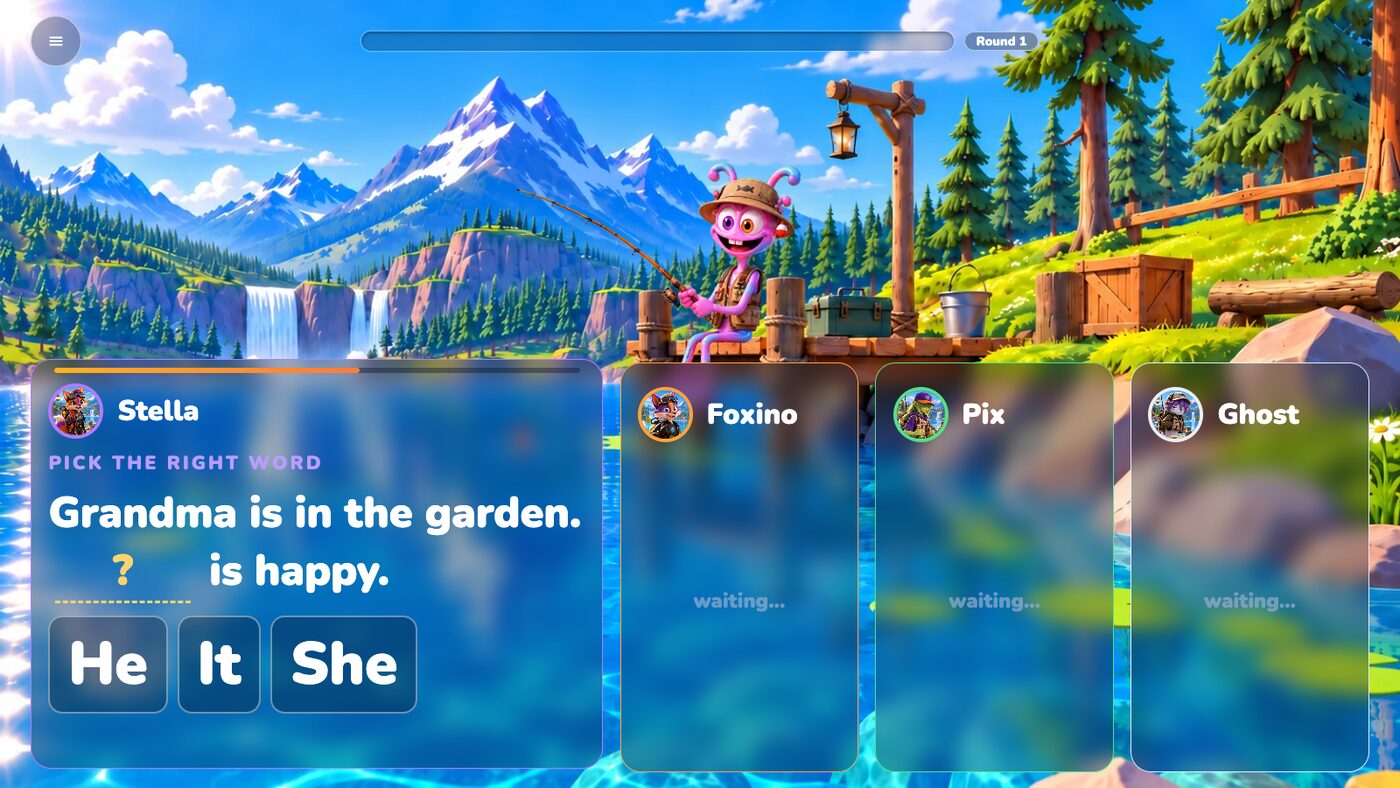 Round 1
Stella
PICK THE RIGHT WORD
Grandma is in the garden.
? is happy.
He It She
Foxino
waiting...
Pix
waiting...
Ghost
waiting...